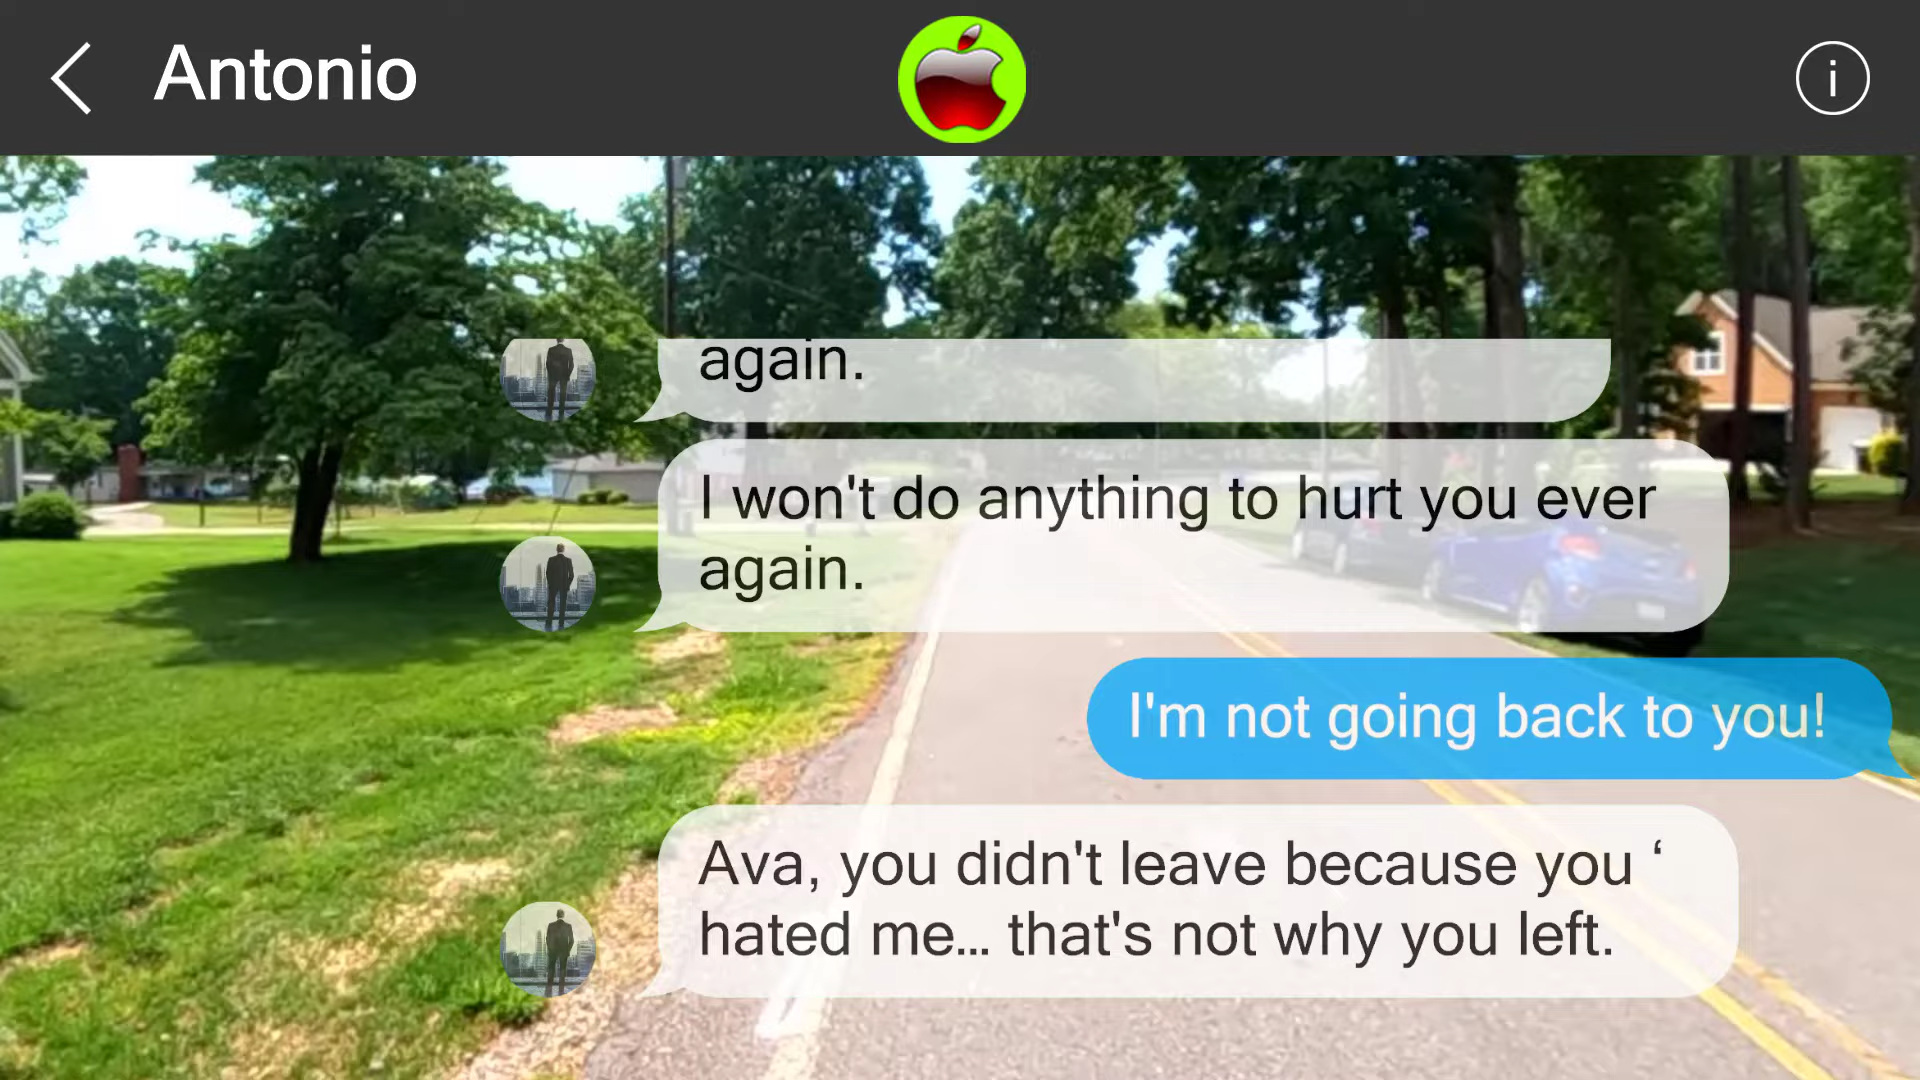 Antonio
i
again.
I won't do anything to hurt you ever
again.
I'm not going back to you!
Ava, you didn't leave because you ‘
hated me... that's not why you left.